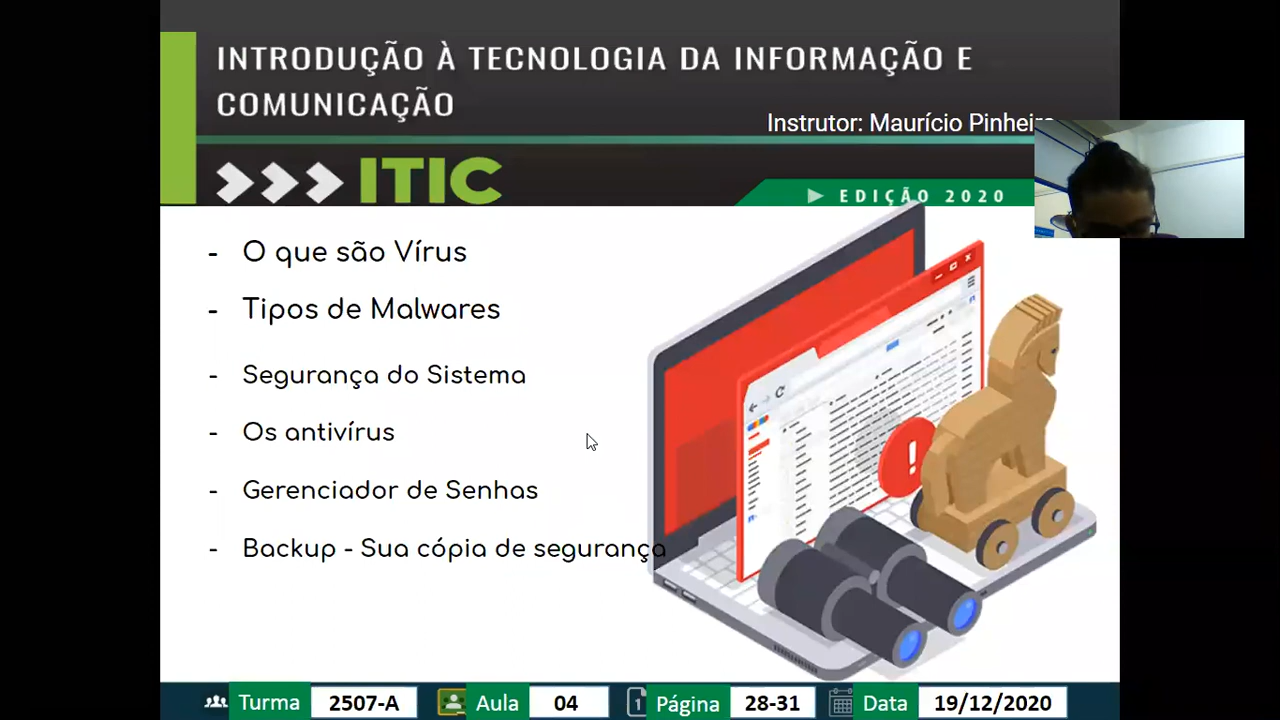 INTRODUÇÃO À TECNOLOGIA DA INFORMAÇÃO E
COMUNICAÇÃO
Instrutor: Maurício Pinheiro
ITIC
EDIÇÃO 2020
- O que são Vírus
- Tipos de Malwares
- Segurança do Sistema
- Os antivírus
- Gerenciador de Senhas
- Backup - Sua cópia de segurança
Turma 2507-A Aula 04 1 Página 28-31 Data 19/12/2020